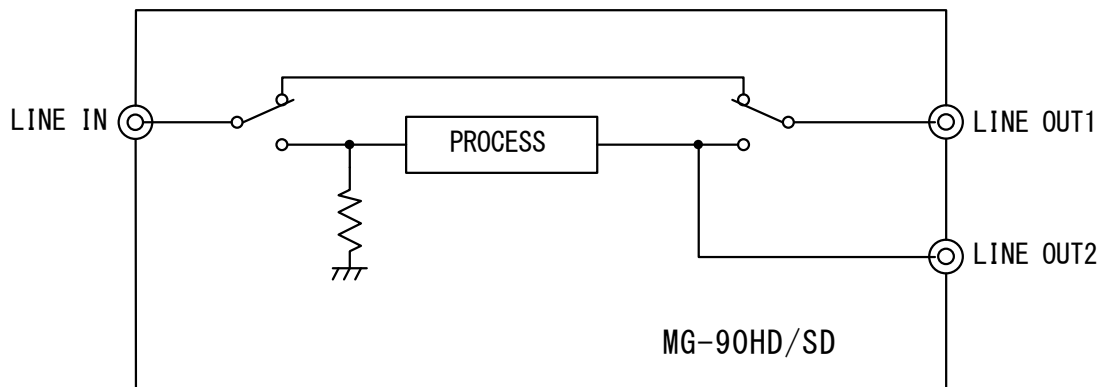 LINE IN
PROCESS
LINE OUT1
LINE OUT2
MG-90HD/SD